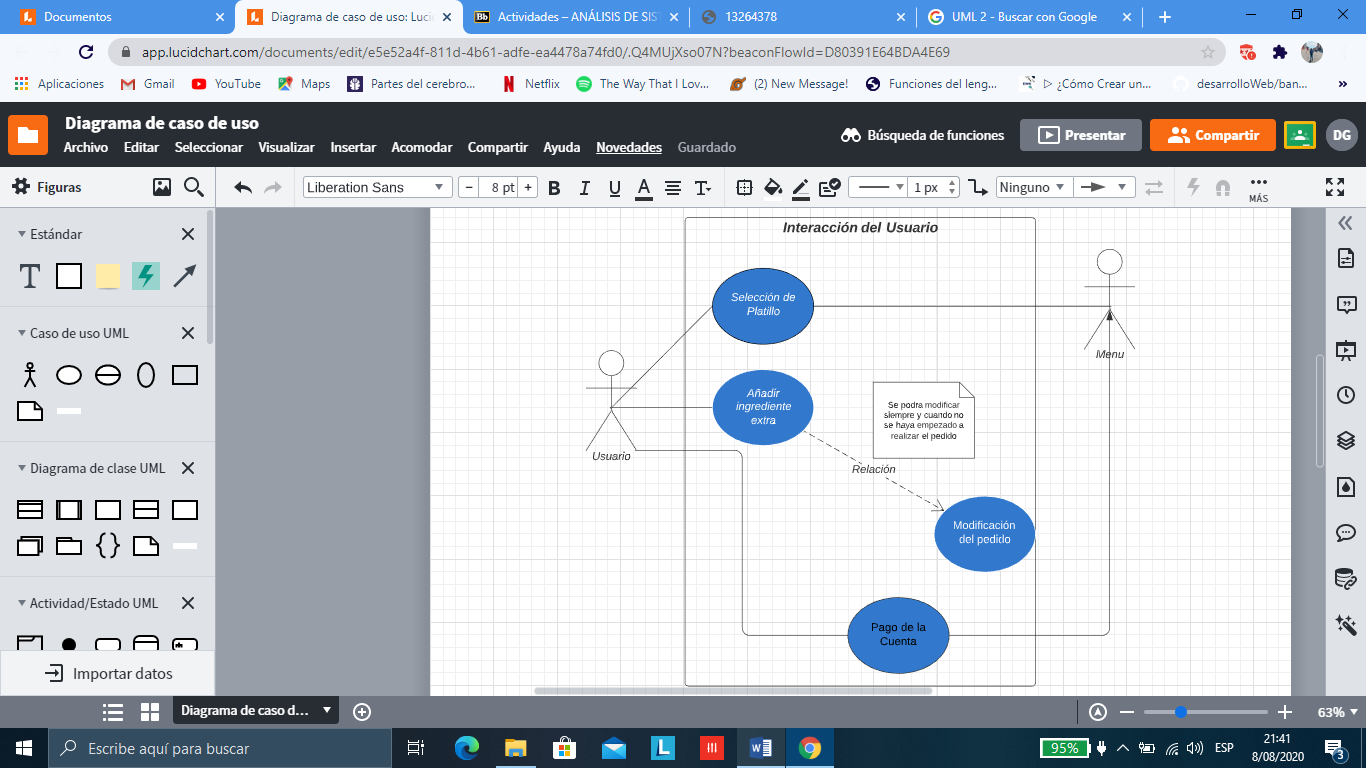 Documentos
Diagrama de caso de uso: Luci
Bb Actividades – ANÁLISIS DE SIS
13264378
UML 2 - Buscar con Google
app.lucidchart.com/documents/edit/e5e52a4f-811d-4b61-adfe-ea4478a74fd0/.Q4MUjXso07N?beaconFlowId=D80391E64BDA4E69
Aplicaciones
Gmail
YouTube
Maps
Partes del cerebro...
Netflix
The Way That I Lov...
(2) New Message!
Funciones del leng...
▷ ¿Cómo Crear un...
desarrolloWeb/ban...
Diagrama de caso de uso
Archivo Editar Seleccionar Visualizar Insertar Acomodar Compartir Ayuda Novedades Guardado
Búsqueda de funciones
Presentar
Compartir
DG
Figuras
Liberation Sans
8 pt
B I U A T
1 px
Ninguno
MÁS
Estándar
T
Caso de uso UML
Diagrama de clase UML
Actividad/Estado UML
Importar datos
Interacción del Usuario
Selección de
Platillo
Menu
Añadir
ingrediente
extra
Se podra modificar
siempre y cuando no
se haya empezado a
realizar el pedido
Usuario
Relación
Modificación
del pedido
Pago de la
Cuenta
Diagrama de caso d...
63%
Escribe aquí para buscar
95%
ESP
21:41
8/08/2020
3